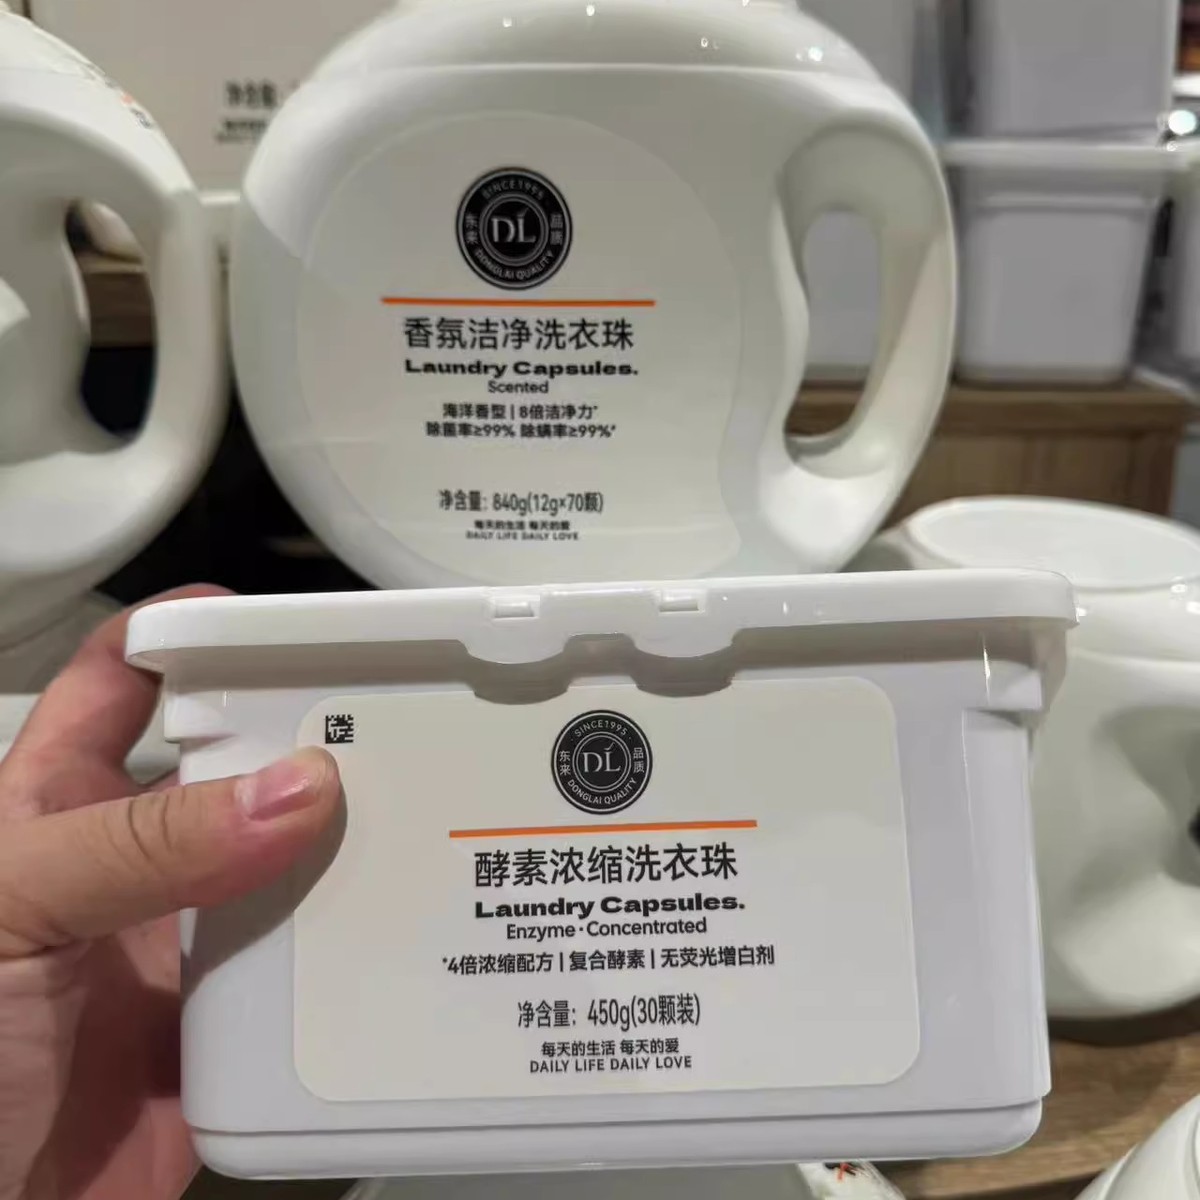 净含量:
SINCE1995
东来 DL 品质
DONGLAI QUALITY
香氛洁净洗衣珠
Laundry Capsules.
Scented
海洋香型 | 8倍洁净力*
除菌率≥99% 除螨率≥99%*
净含量: 840g(12g×70颗)
每天的生活 每天的爱
DAILY LIFE DAILY LOVE
SINCE1995
东来 DL 品质
DONGLAI QUALITY
酵素浓缩洗衣珠
Laundry Capsules.
Enzyme·Concentrated
*4倍浓缩配方 | 复合酵素 | 无荧光增白剂
净含量: 450g(30颗装)
每天的生活 每天的爱
DAILY LIFE DAILY LOVE